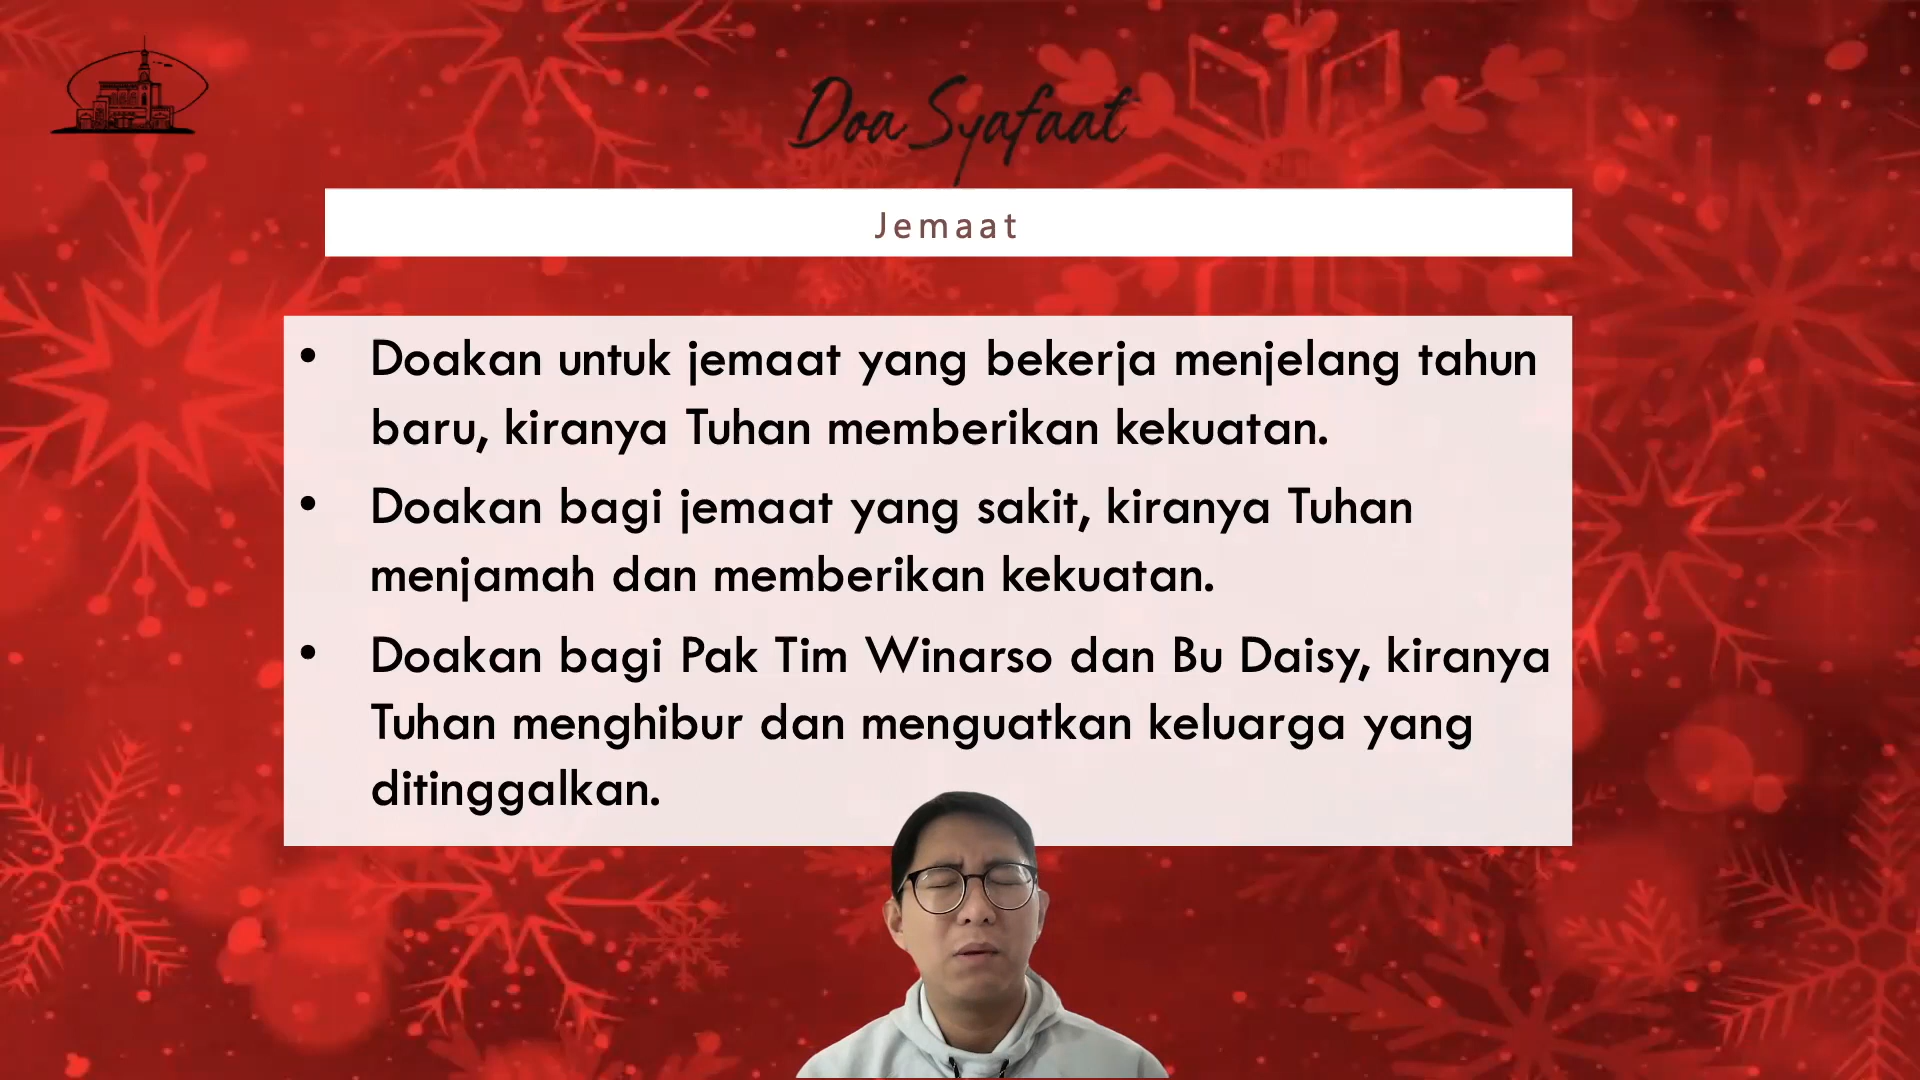 Doa Syafaat
Jemaat
• Doakan untuk jemaat yang bekerja menjelang tahun
baru, kiranya Tuhan memberikan kekuatan.
• Doakan bagi jemaat yang sakit, kiranya Tuhan
menjamah dan memberikan kekuatan.
• Doakan bagi Pak Tim Winarso dan Bu Daisy, kiranya
Tuhan menghibur dan menguatkan keluarga yang
ditinggalkan.